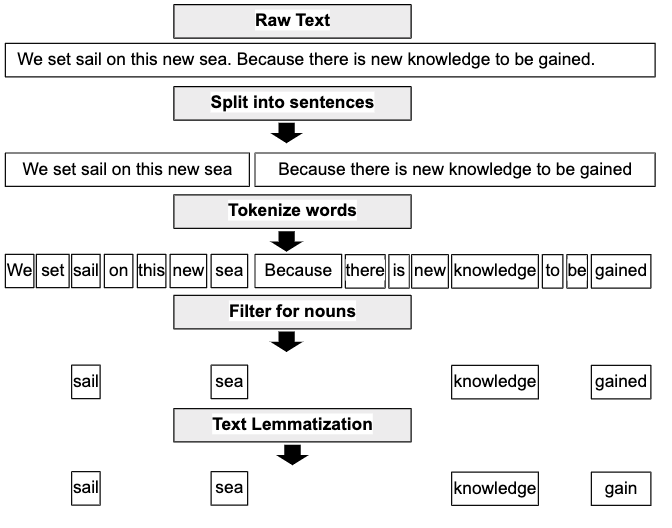 Raw Text
We set sail on this new sea. Because there is new knowledge to be gained.
Split into sentences
We set sail on this new sea Because there is new knowledge to be gained
Tokenize words
We set sail on this new sea Because there is new knowledge to be gained
Filter for nouns
sail sea knowledge gained
Text Lemmatization
sail sea knowledge gain